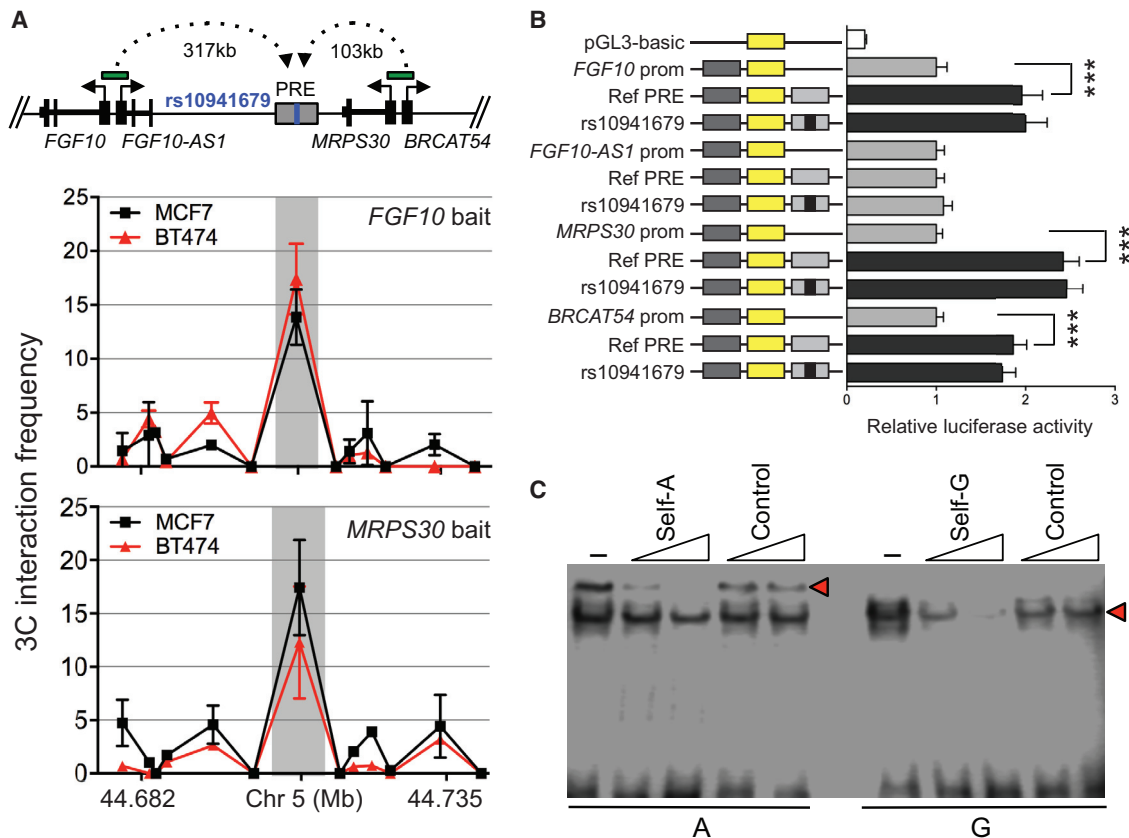 A
317kb
103kb
rs10941679
PRE
FGF10
FGF10-AS1
MRPS30
BRCAT54
3C interaction frequency
25
20
15
10
5
0
MCF7
BT474
FGF10 bait
25
20
15
10
5
0
MCF7
BT474
MRPS30 bait
44.682
Chr 5 (Mb)
44.735
B
pGL3-basic
FGF10 prom
Ref PRE
rs10941679
FGF10-AS1 prom
Ref PRE
rs10941679
MRPS30 prom
Ref PRE
rs10941679
BRCAT54 prom
Ref PRE
rs10941679
***
***
***
0
1
2
3
Relative luciferase activity
C
–
Self-A
Control
–
Self-G
Control
A
G